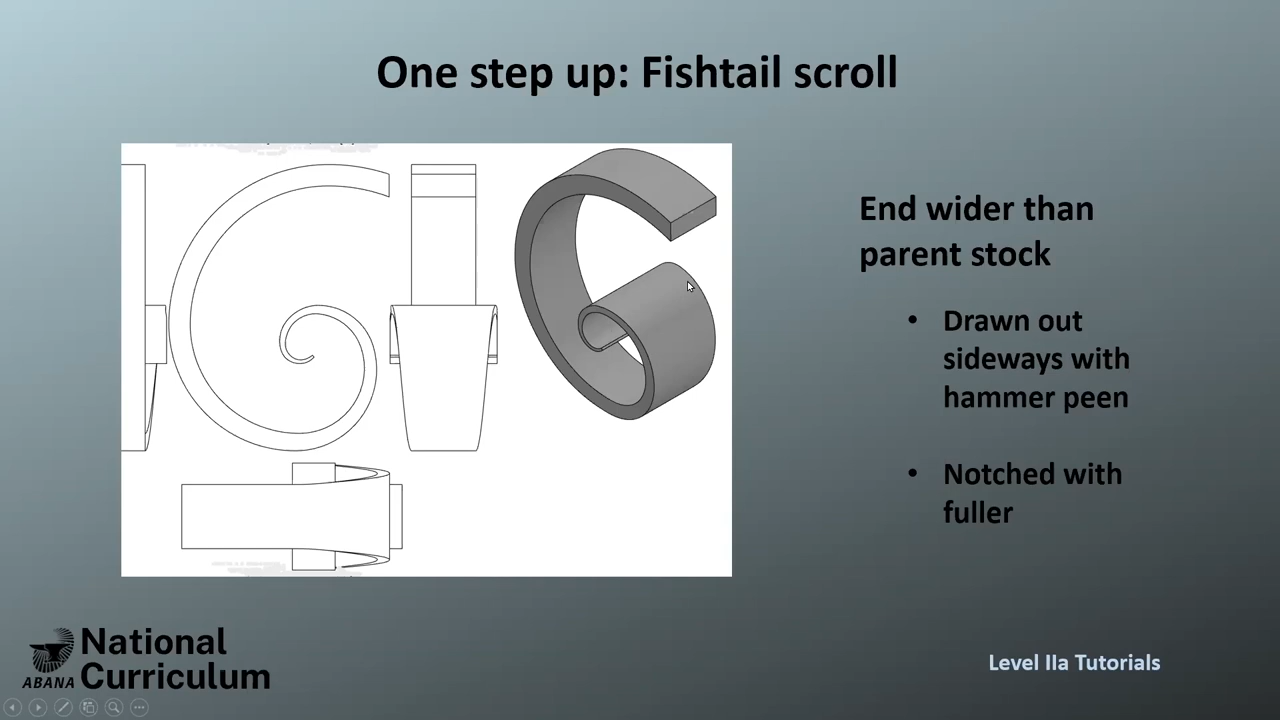 One step up: Fishtail scroll
End wider than
parent stock
• Drawn out
sideways with
hammer peen
• Notched with
fuller
National
ABANA Curriculum
Level IIa Tutorials